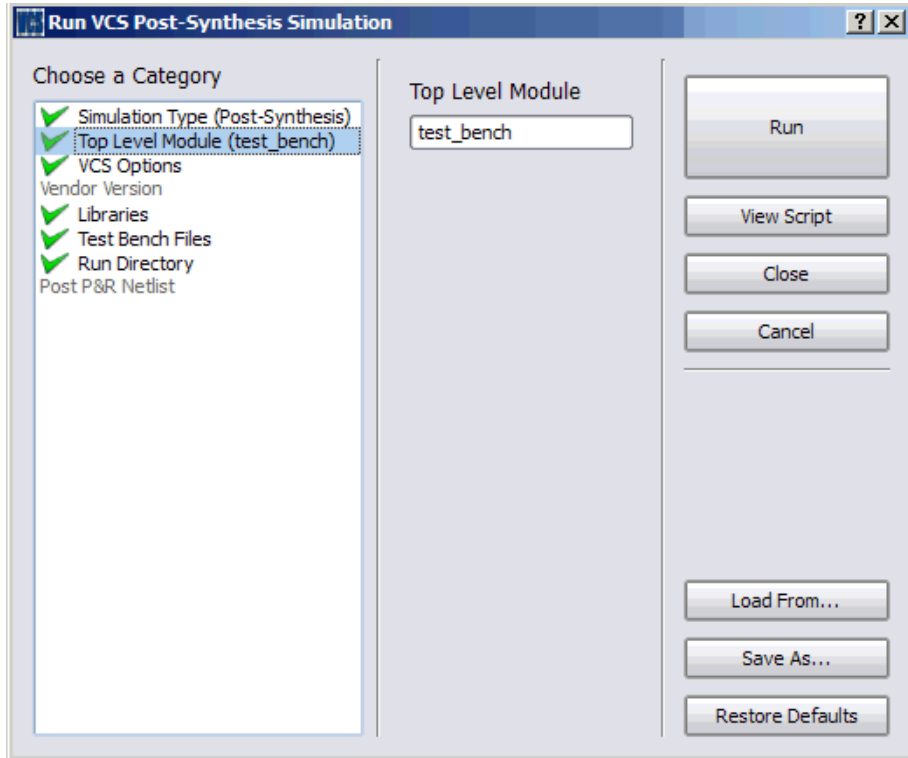 Run VCS Post-Synthesis Simulation
Choose a Category
Simulation Type (Post-Synthesis)
Top Level Module (test_bench)
VCS Options
Vendor Version
Libraries
Test Bench Files
Run Directory
Post P&R Netlist
Top Level Module
test_bench
Run
View Script
Close
Cancel
Load From...
Save As...
Restore Defaults